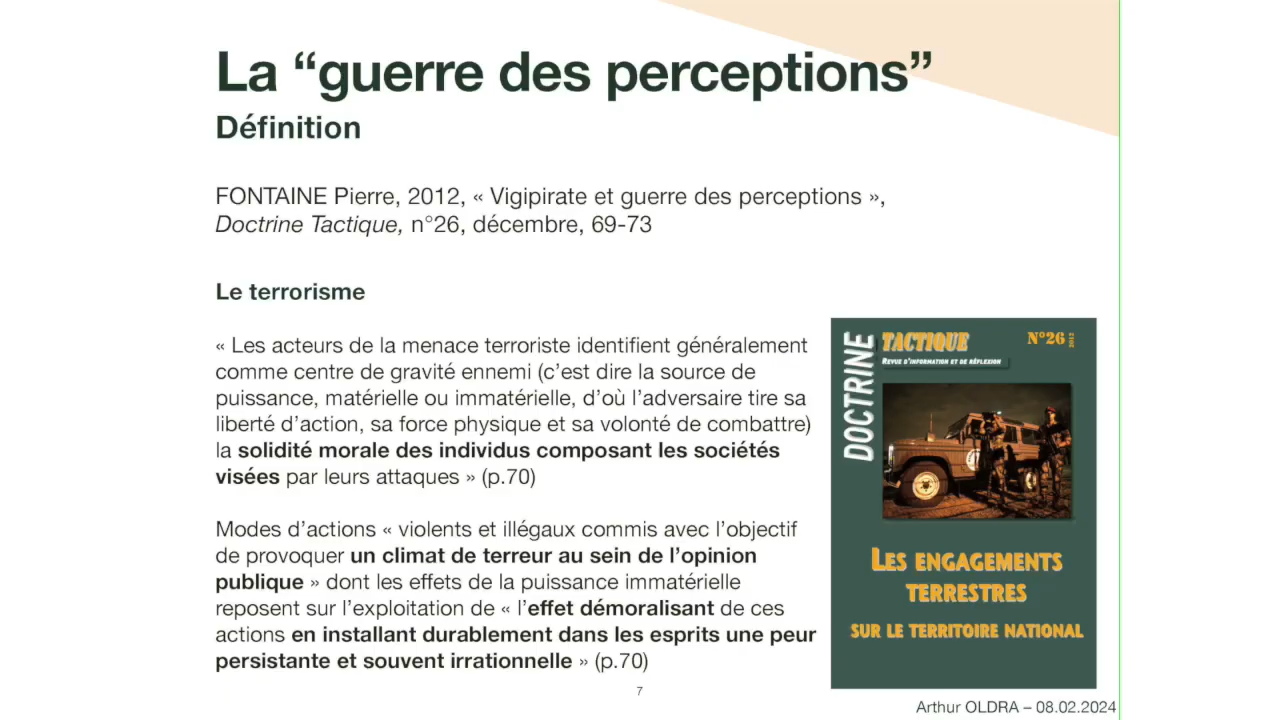 La “guerre des perceptions”
Définition
FONTAINE Pierre, 2012, « Vigipirate et guerre des perceptions »,
Doctrine Tactique, n°26, décembre, 69-73
Le terrorisme
« Les acteurs de la menace terroriste identifient généralement
comme centre de gravité ennemi (c’est dire la source de
puissance, matérielle ou immatérielle, d’où l’adversaire tire sa
liberté d’action, sa force physique et sa volonté de combattre)
la solidité morale des individus composant les sociétés
visées par leurs attaques » (p.70)
Modes d’actions « violents et illégaux commis avec l’objectif
de provoquer un climat de terreur au sein de l’opinion
publique » dont les effets de la puissance immatérielle
reposent sur l’exploitation de « l’effet démoralisant de ces
actions en installant durablement dans les esprits une peur
persistante et souvent irrationnelle » (p.70)
DOCTRINE
TACTIQUE
REVUE D’INFORMATION ET DE RÉFLEXION
N°26
2012
LES ENGAGEMENTS
TERRESTRES
SUR LE TERRITOIRE NATIONAL
7
Arthur OLDRA – 08.02.2024